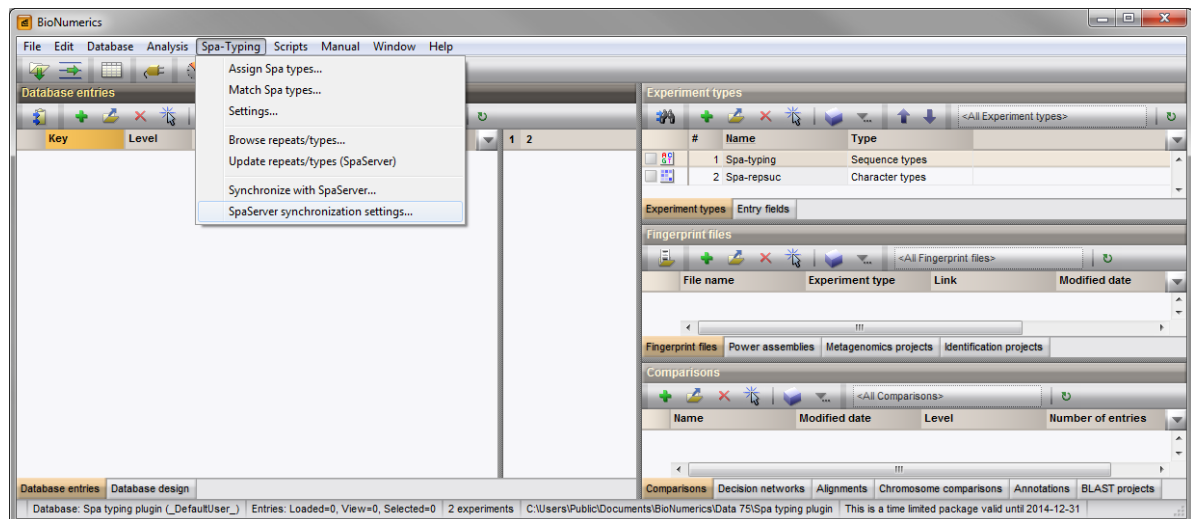 BioNumerics
File Edit Database Analysis Spa-Typing Scripts Manual Window Help
Assign Spa types...
Match Spa types...
Settings...
Browse repeats/types...
Update repeats/types (SpaServer)
Synchronize with SpaServer...
SpaServer synchronization settings...
Database entries
Key Level
1 2
Database entries Database design
Experiment types
<All Experiment types>
# Name Type
1 Spa-typing Sequence types
2 Spa-repsuc Character types
Experiment types Entry fields
Fingerprint files
<All Fingerprint files>
File name Experiment type Link Modified date
Fingerprint files Power assemblies Metagenomics projects Identification projects
Comparisons
<All Comparisons>
Name Modified date Level Number of entries
Comparisons Decision networks Alignments Chromosome comparisons Annotations BLAST projects
Database: Spa typing plugin (_DefaultUser_) Entries: Loaded=0, View=0, Selected=0 2 experiments C:\Users\Public\Documents\BioNumerics\Data 75\Spa typing plugin This is a time limited package valid until 2014-12-31